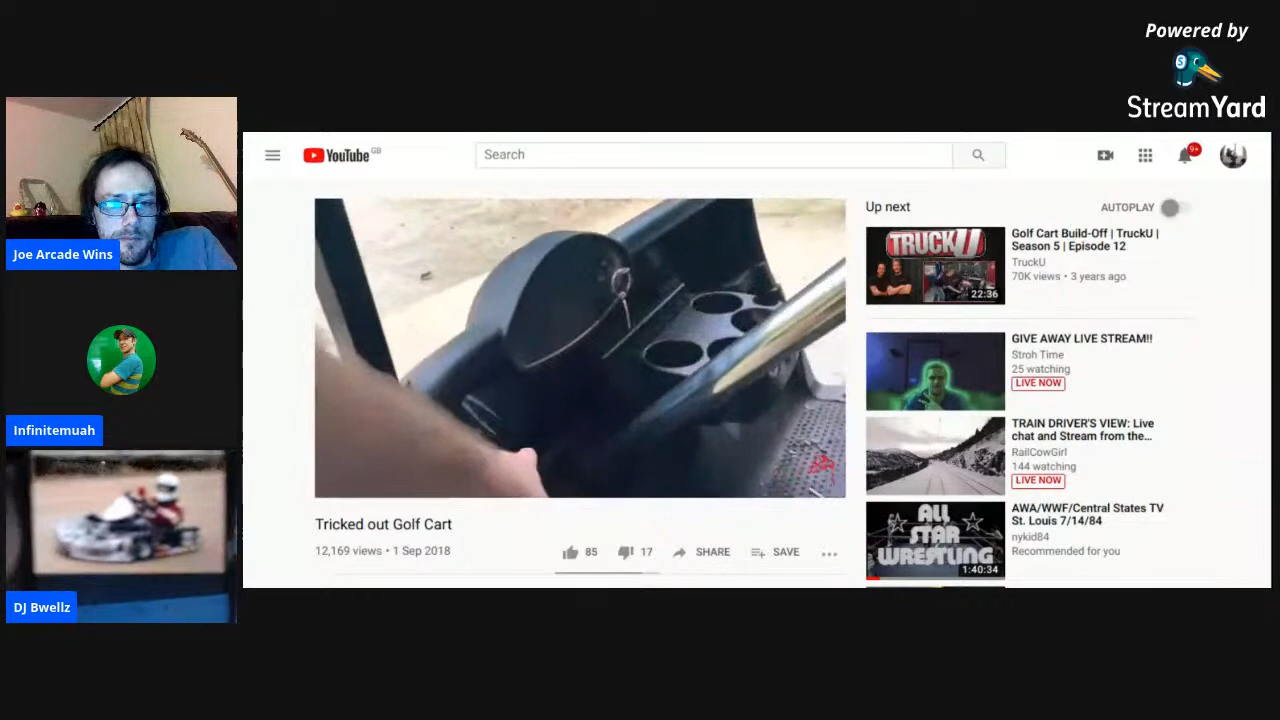 Powered by
StreamYard
Joe Arcade Wins
Infinitemuah
DJ Bwellz
YouTube GB
Search
9+
Up next
AUTOPLAY
TRUCKU
22:36
Golf Cart Build-Off | TruckU |
Season 5 | Episode 12
TruckU
70K views • 3 years ago
GIVE AWAY LIVE STREAM!!
Stroh Time
25 watching
LIVE NOW
TRAIN DRIVER'S VIEW: Live
chat and Stream from the...
RailCowGirl
144 watching
LIVE NOW
ALL
STAR
WRESTLING
1:40:34
AWA/WWF/Central States TV
St. Louis 7/14/84
nykid84
Recommended for you
Tricked out Golf Cart
12,169 views • 1 Sep 2018
85
17
SHARE
SAVE